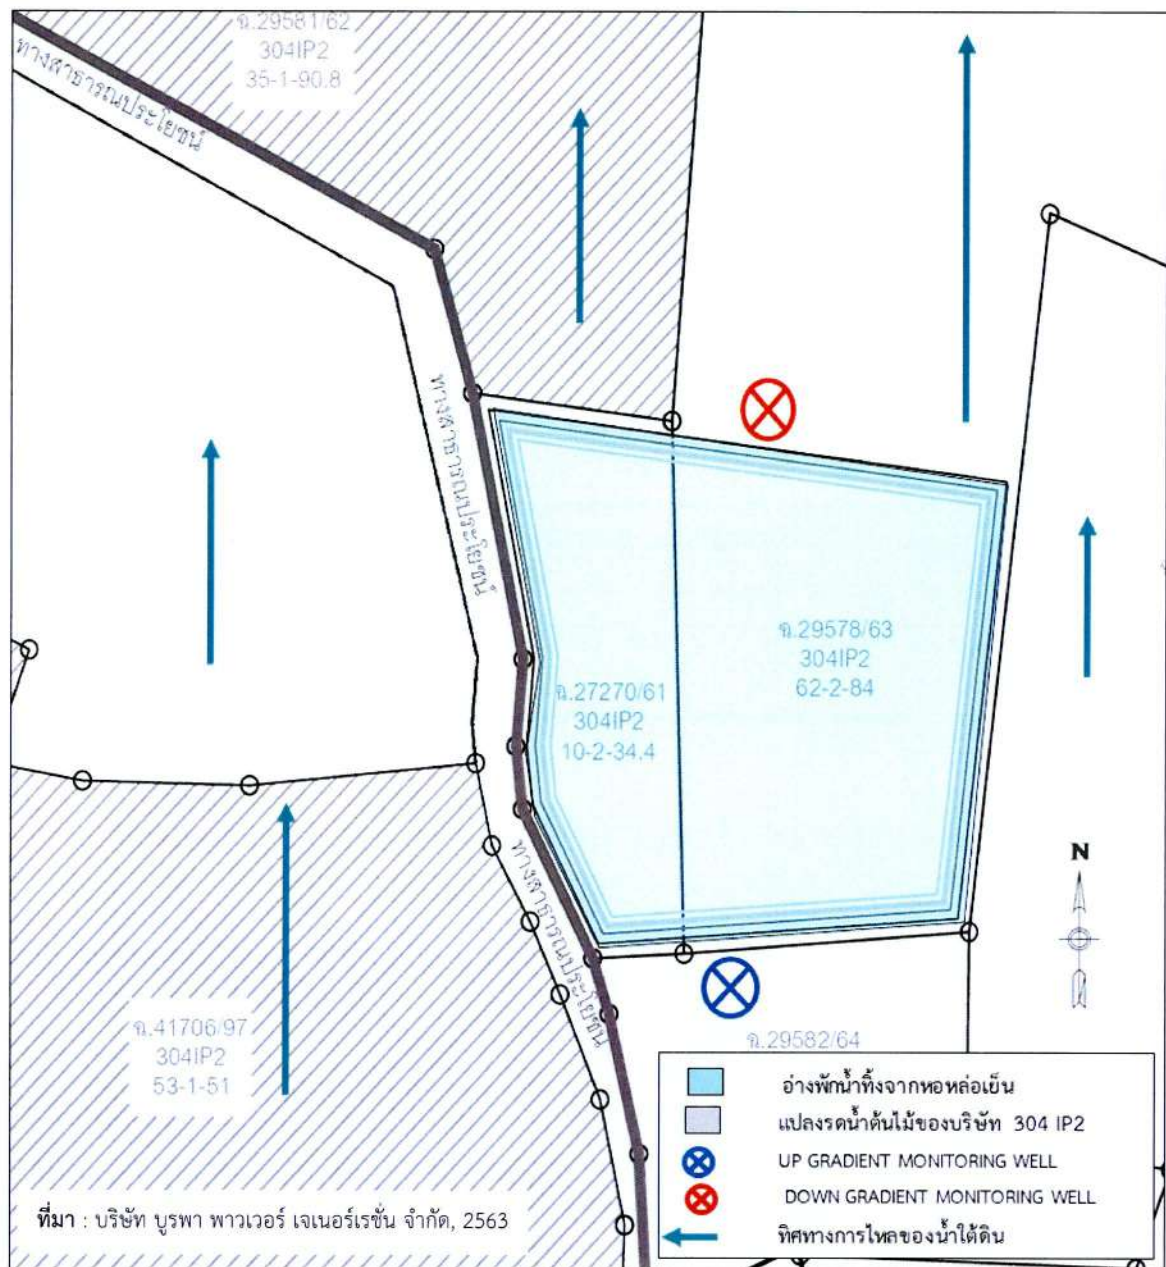 ฉ.29581/62
304IP2
35-1-90.8
ทางสาธารณประโยชน์
ทางสาธารณประโยชน์
ฉ.29578/63
304IP2
62-2-84
ฉ.27270/61
304IP2
10-2-34.4
N
ทางสาธารณประโยชน์
ฉ.41706/97
304IP2
53-1-51
ฉ.29582/64
อ่างพักน้ำทิ้งจากหอหล่อเย็น
แปลงรดน้ำต้นไม้ของบริษัท 304 IP2
UP GRADIENT MONITORING WELL
DOWN GRADIENT MONITORING WELL
ทิศทางการไหลของน้ำใต้ดิน
ที่มา : บริษัท บูรพา พาวเวอร์ เจเนอร์เรชั่น จำกัด, 2563